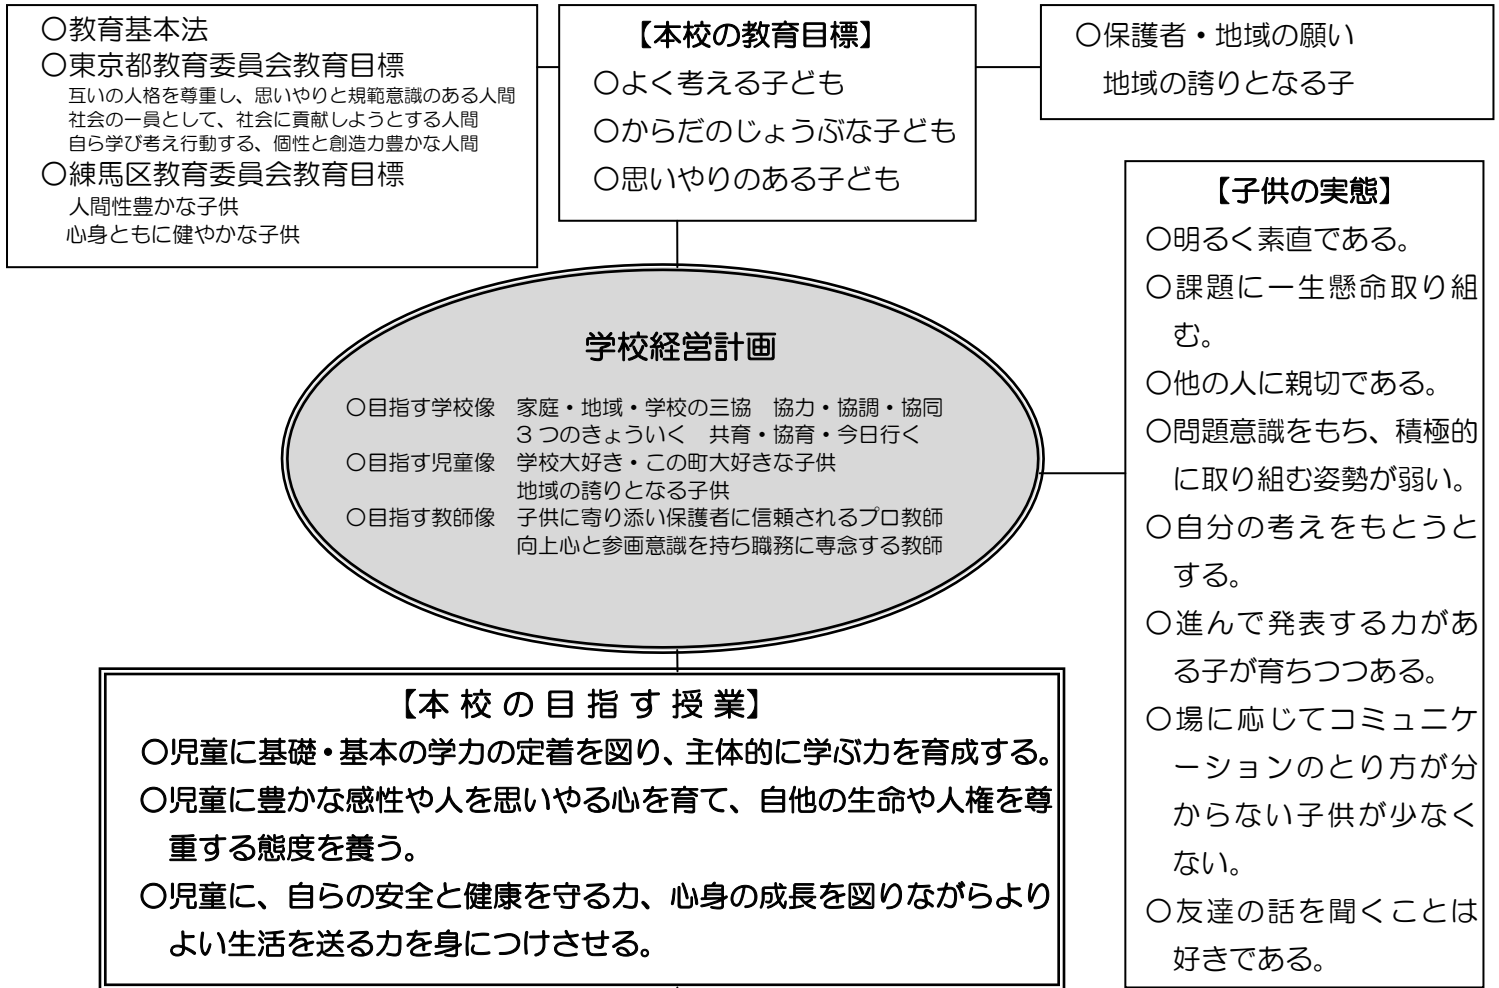 〇教育基本法
〇東京都教育委員会教育目標
互いの人格を尊重し、思いやりと規範意識のある人間
社会の一員として、社会に貢献しようとする人間
自ら学び考え行動する、個性と創造力豊かな人間
〇練馬区教育委員会教育目標
人間性豊かな子供
心身ともに健やかな子供
【本校の教育目標】
〇よく考える子ども
〇からだのじょうぶな子ども
〇思いやりのある子ども
〇保護者・地域の願い
地域の誇りとなる子
【子供の実態】
〇明るく素直である。
〇課題に一生懸命取り組
む。
〇他の人に親切である。
〇問題意識をもち、積極的
に取り組む姿勢が弱い。
〇自分の考えをもとうと
する。
〇進んで発表する力があ
る子が育ちつつある。
〇場に応じてコミュニケ
ーションのとり方が分
からない子供が少なく
ない。
〇友達の話を聞くことは
好きである。
学校経営計画
〇目指す学校像 家庭・地域・学校の三協 協力・協調・協同
3つのきょういく 共育・協育・今日行く
〇目指す児童像 学校大好き・この町大好きな子供
地域の誇りとなる子供
〇目指す教師像 子供に寄り添い保護者に信頼されるプロ教師
向上心と参画意識を持ち職務に専念する教師
【本校の目指す授業】
〇児童に基礎・基本の学力の定着を図り、主体的に学ぶ力を育成する。
〇児童に豊かな感性や人を思いやる心を育て、自他の生命や人権を尊
重する態度を養う。
〇児童に、自らの安全と健康を守る力、心身の成長を図りながらより
よい生活を送る力を身につけさせる。